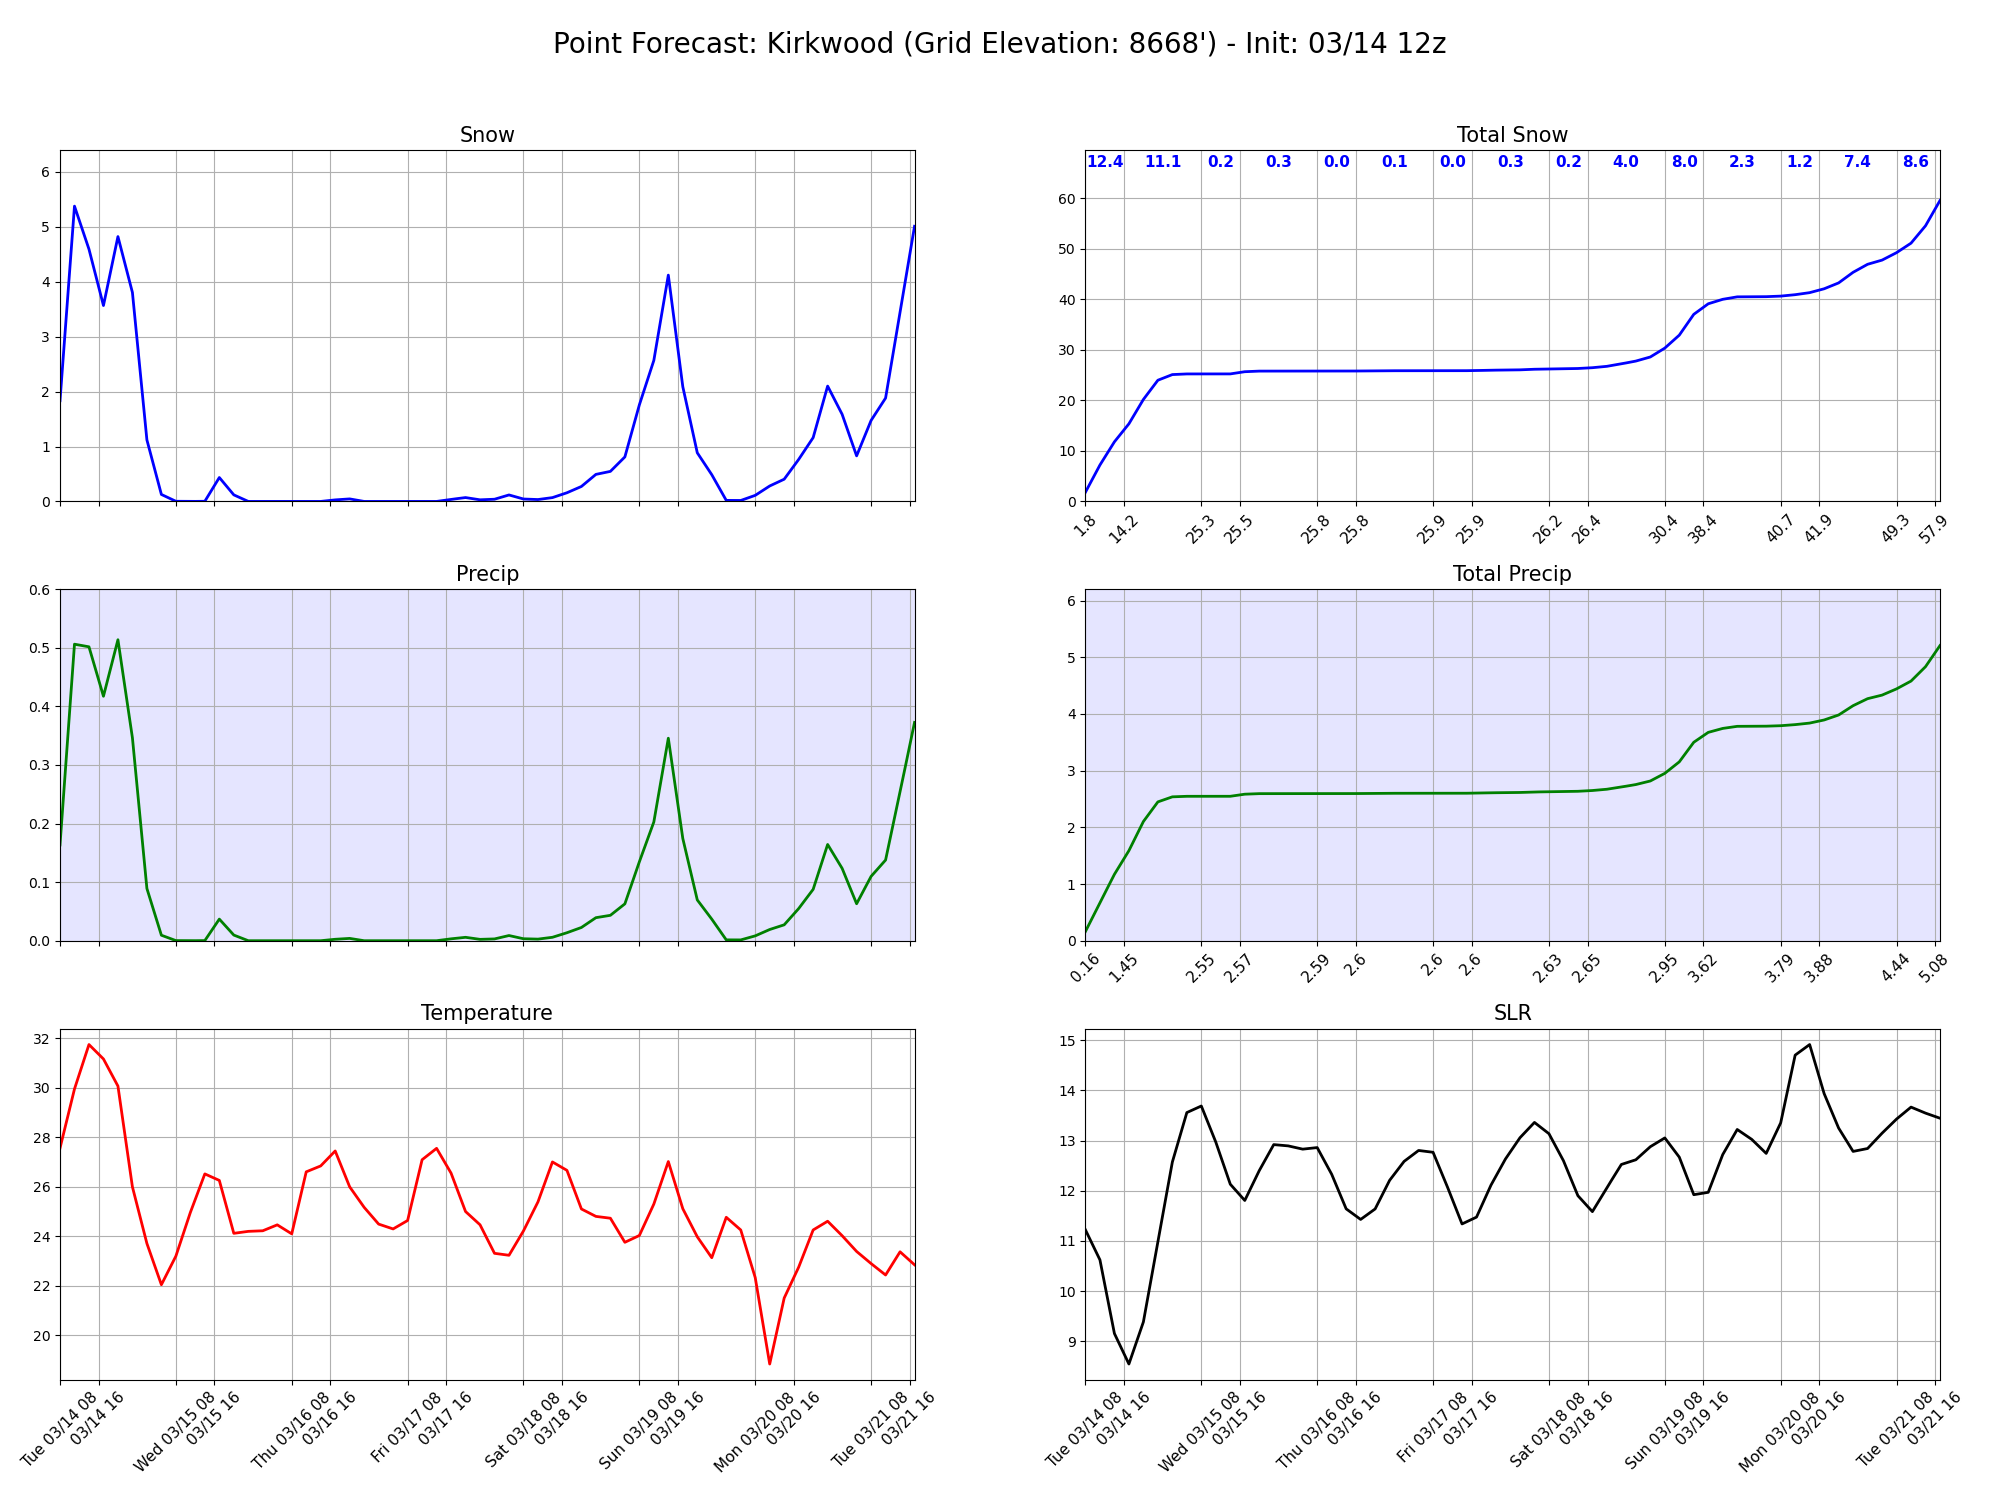 Point Forecast: Kirkwood (Grid Elevation: 8668') - Init: 03/14 12z
Snow
6
5
4
3
2
1
0
Total Snow
12.4 11.1 0.2 0.3 0.0 0.1 0.0 0.3 0.2 4.0 8.0 2.3 1.2 7.4 8.6
60
50
40
30
20
10
0
1.8 14.2 25.3 25.5 25.8 25.8 25.9 25.9 26.2 26.4 30.4 38.4 40.7 41.9 49.3 57.9
Precip
0.6
0.5
0.4
0.3
0.2
0.1
0.0
Total Precip
6
5
4
3
2
1
0
0.16 1.45 2.55 2.57 2.59 2.6 2.6 2.6 2.63 2.65 2.95 3.62 3.79 3.88 4.44 5.08
Temperature
32
30
28
26
24
22
20
Tue 03/14 08
03/14 16
Wed 03/15 08
03/15 16
Thu 03/16 08
03/16 16
Fri 03/17 08
03/17 16
Sat 03/18 08
03/18 16
Sun 03/19 08
03/19 16
Mon 03/20 08
03/20 16
Tue 03/21 08
03/21 16
SLR
15
14
13
12
11
10
9
Tue 03/14 08
03/14 16
Wed 03/15 08
03/15 16
Thu 03/16 08
03/16 16
Fri 03/17 08
03/17 16
Sat 03/18 08
03/18 16
Sun 03/19 08
03/19 16
Mon 03/20 08
03/20 16
Tue 03/21 08
03/21 16